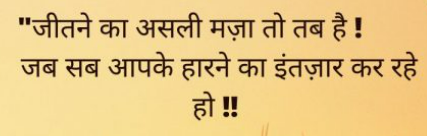 "जीतने का असली मज़ा तो तब है !
जब सब आपके हारने का इंतज़ार कर रहे
हो !!